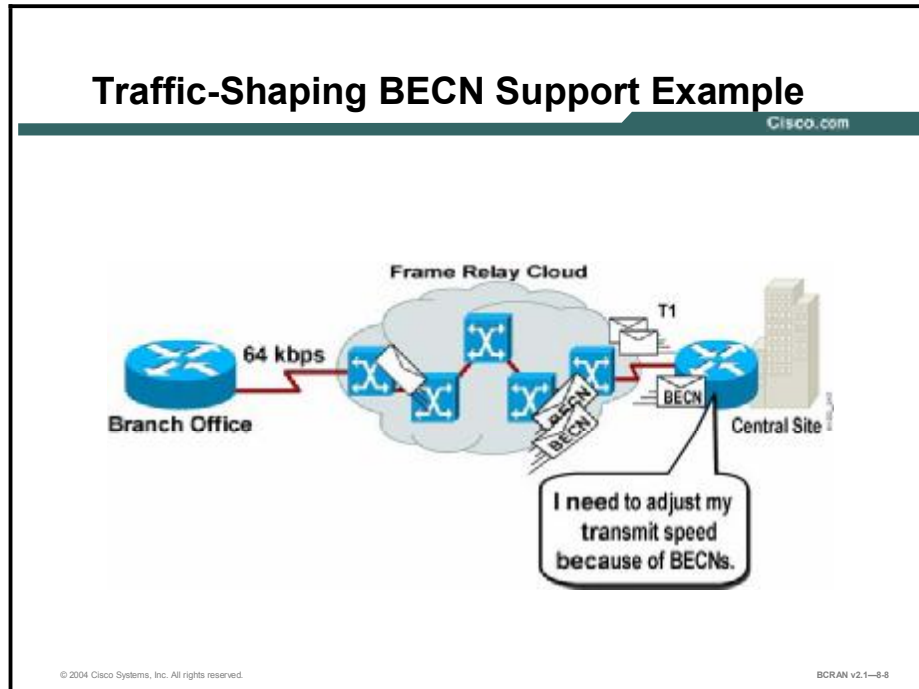 Traffic-Shaping BECN Support Example
Cisco.com
Frame Relay Cloud
T1
64 kbps
BECN
BECN
BECN
Branch Office
Central Site
I need to adjust my
transmit speed
because of BECNs.
© 2004 Cisco Systems, Inc. All rights reserved.
BCRAN v2.1—8-8